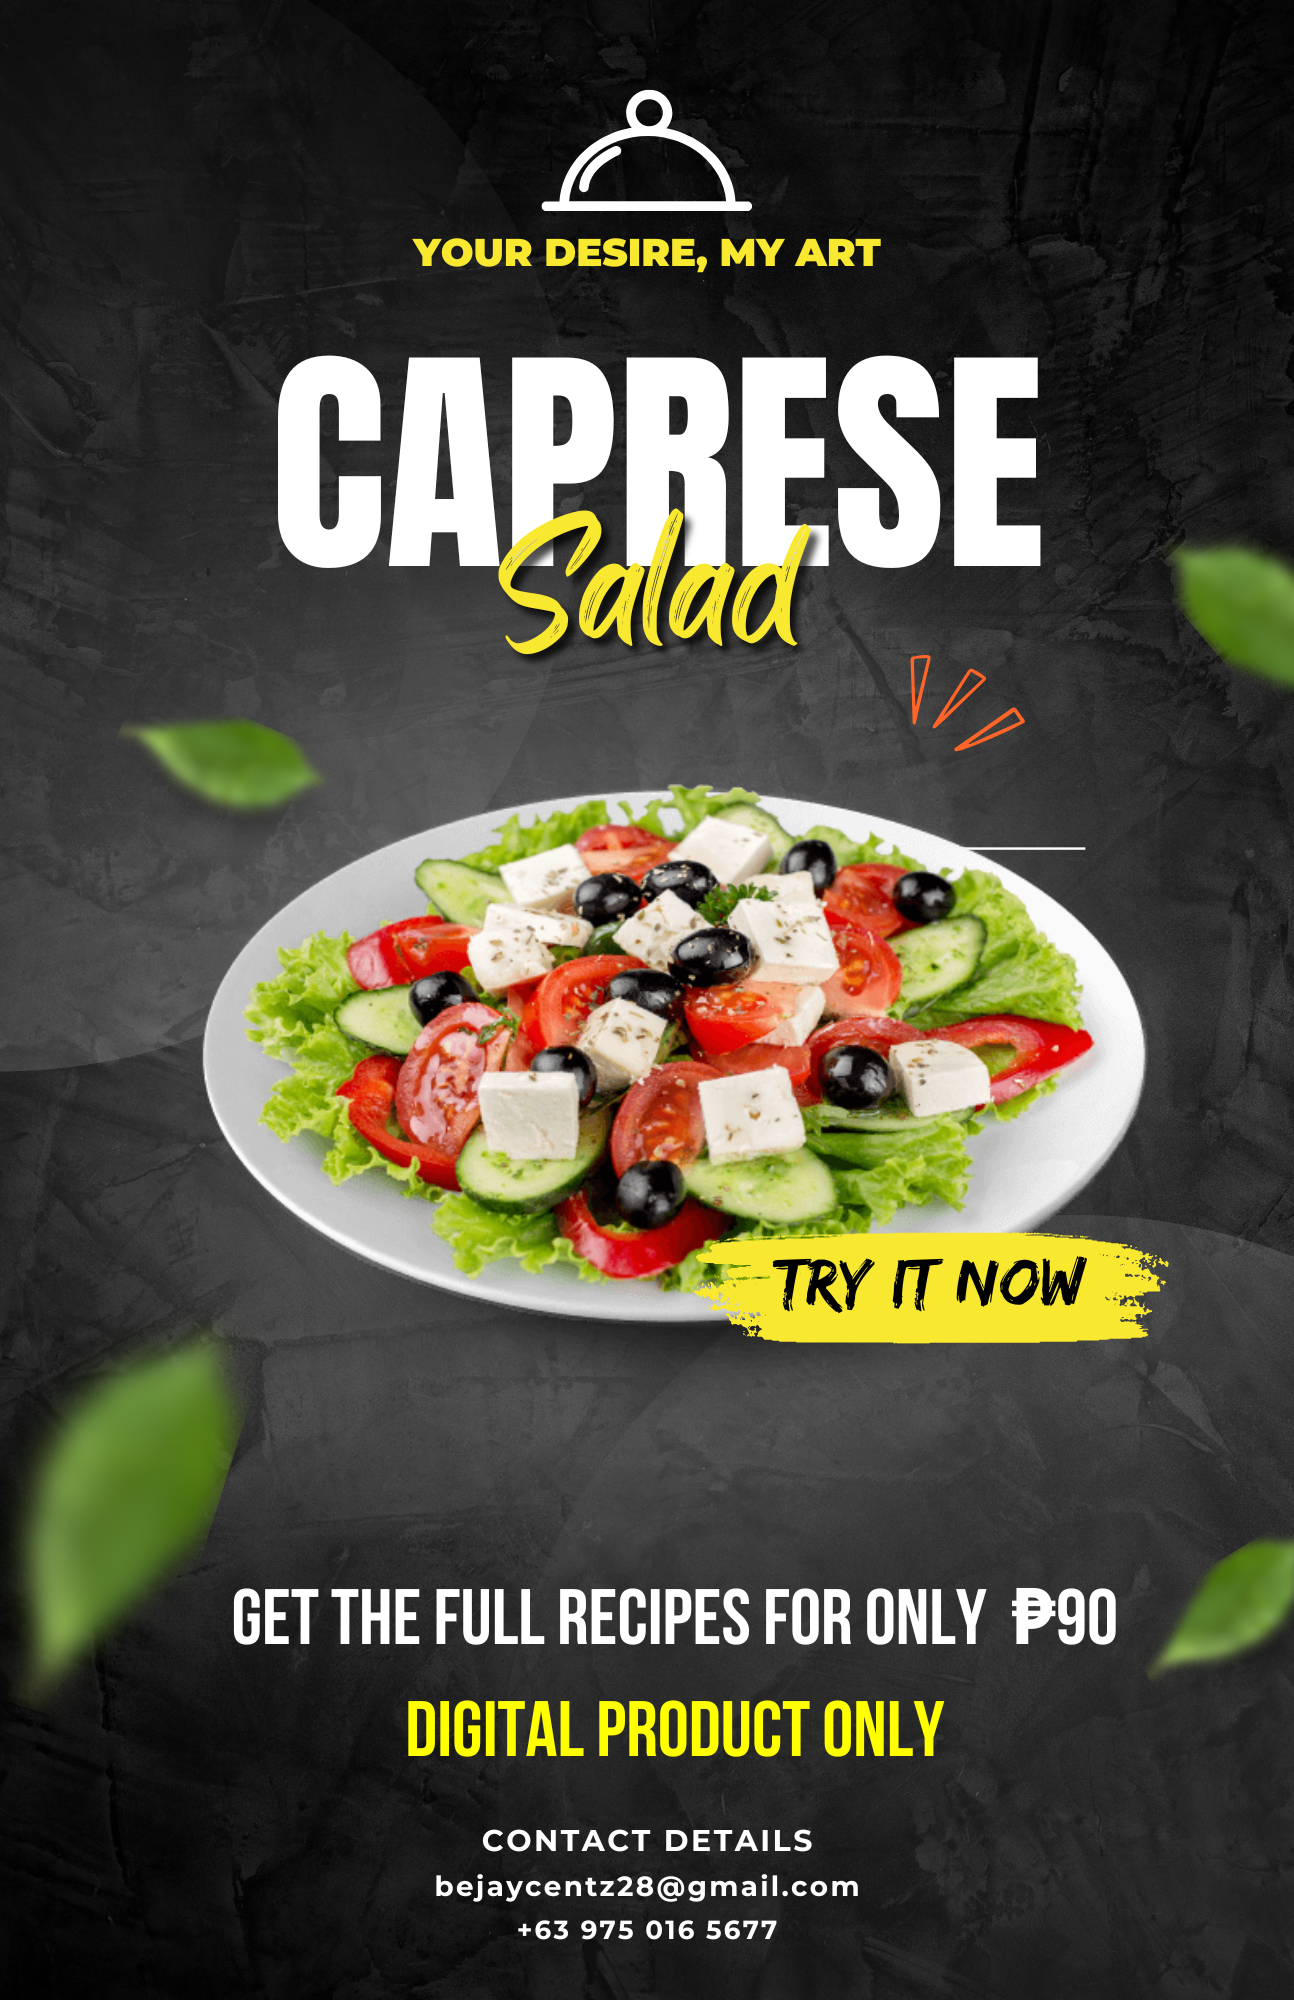 YOUR DESIRE, MY ART
CAPRESE
Salad
TRY IT NOW
GET THE FULL RECIPES FOR ONLY ₱90
DIGITAL PRODUCT ONLY
CONTACT DETAILS
bejaycentz28@gmail.com
+63 975 016 5677